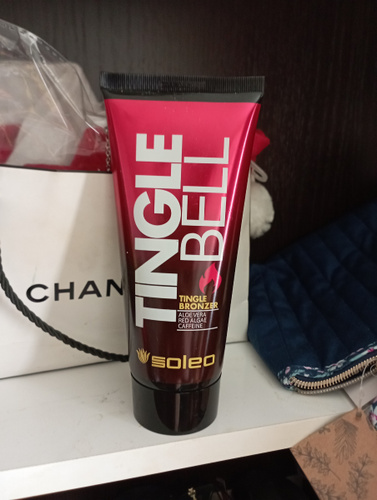 TINGLE
BELL
TINGLE
BRONZER
ALOE VERA
RED ALGAE
CAFFEINE
soleo
CHAN